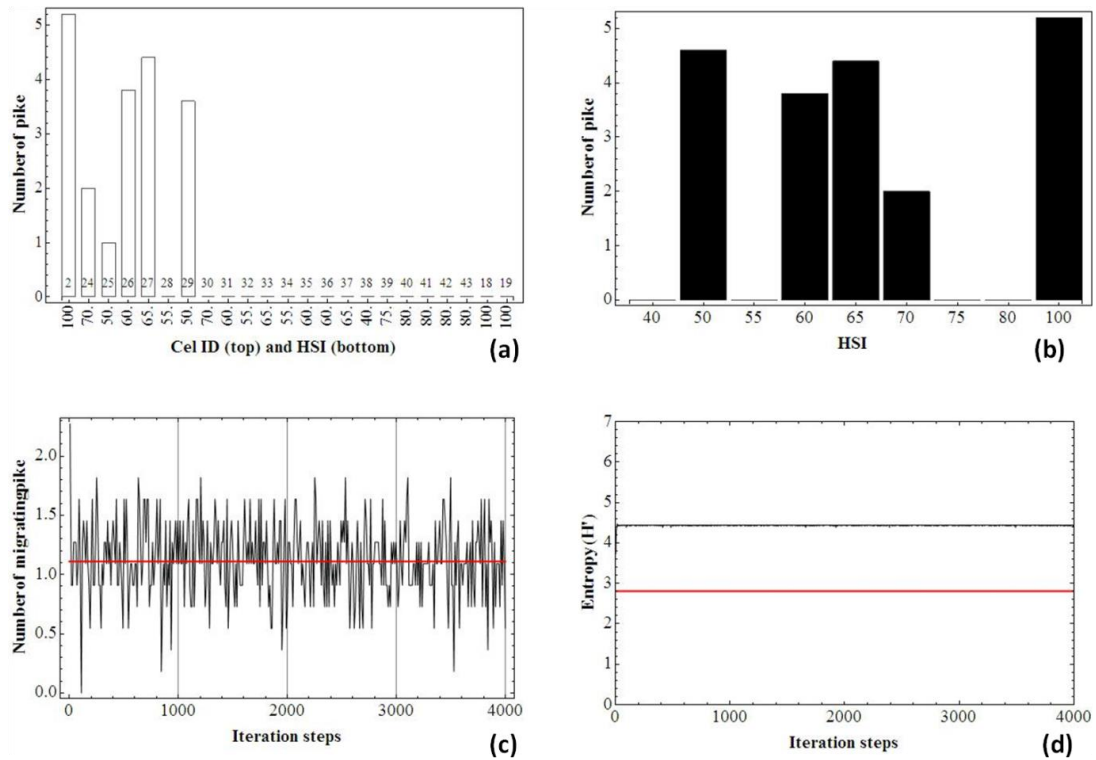 5
4
3
2
1
0
Number of pike
2 24 25 26 27 28 29 30 31 32 33 34 35 36 37 38 39 40 41 42 43 18 19
100 70. 50. 60. 65. 55. 50. 70. 60. 55. 65. 55. 60. 60. 65. 40. 75. 80. 80. 80. 80. 100 100
Cel ID (top) and HSI (bottom)
(a)
5
4
3
2
1
0
Number of pike
40 50 55 60 65 70 75 80 100
HSI
(b)
2.0
1.5
1.0
0.5
0.0
Number of migratingpike
0 1000 2000 3000 4000
Iteration steps
(c)
7
6
5
4
3
2
1
0
Entropy (H')
0 1000 2000 3000 4000
Iteration steps
(d)